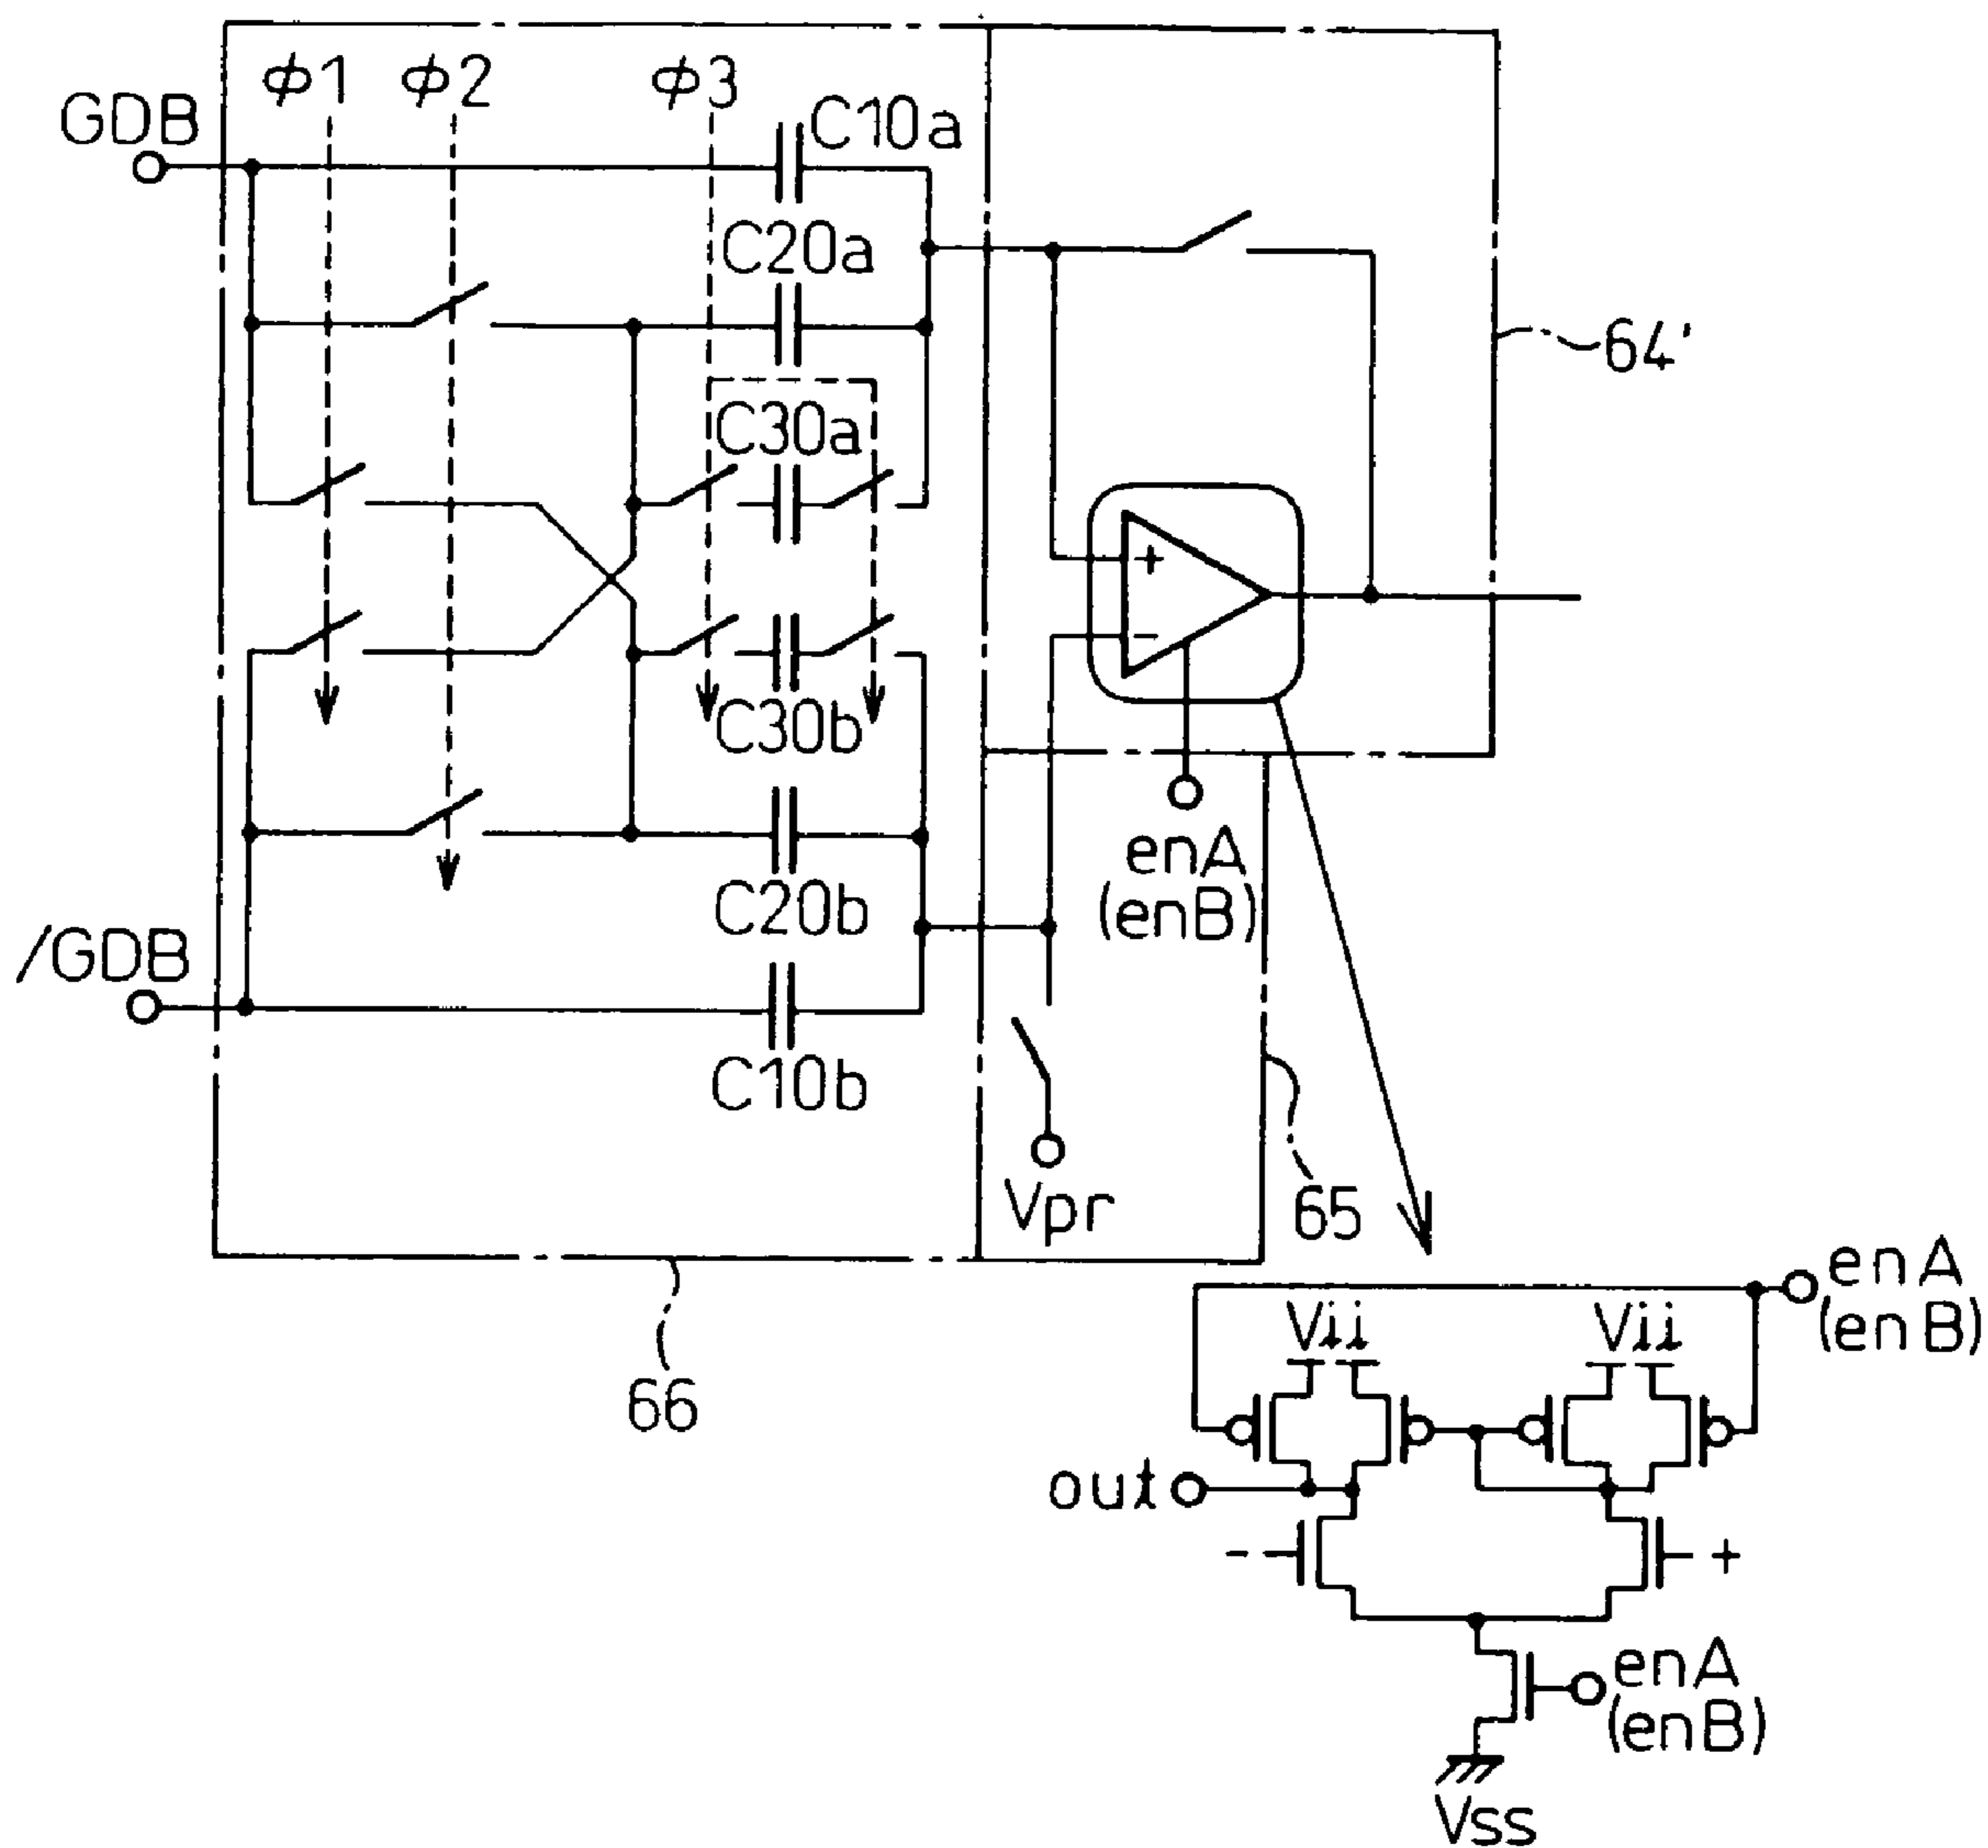 ϕ1 ϕ2 ϕ3
GDB
C10a
C20a
64'
C30a
+
−
C30b
enA
(enB)
C20b
/GDB
C10b
Vpr
65
66
enA
(enB)
Vii Vii
out
− +
enA
(enB)
Vss